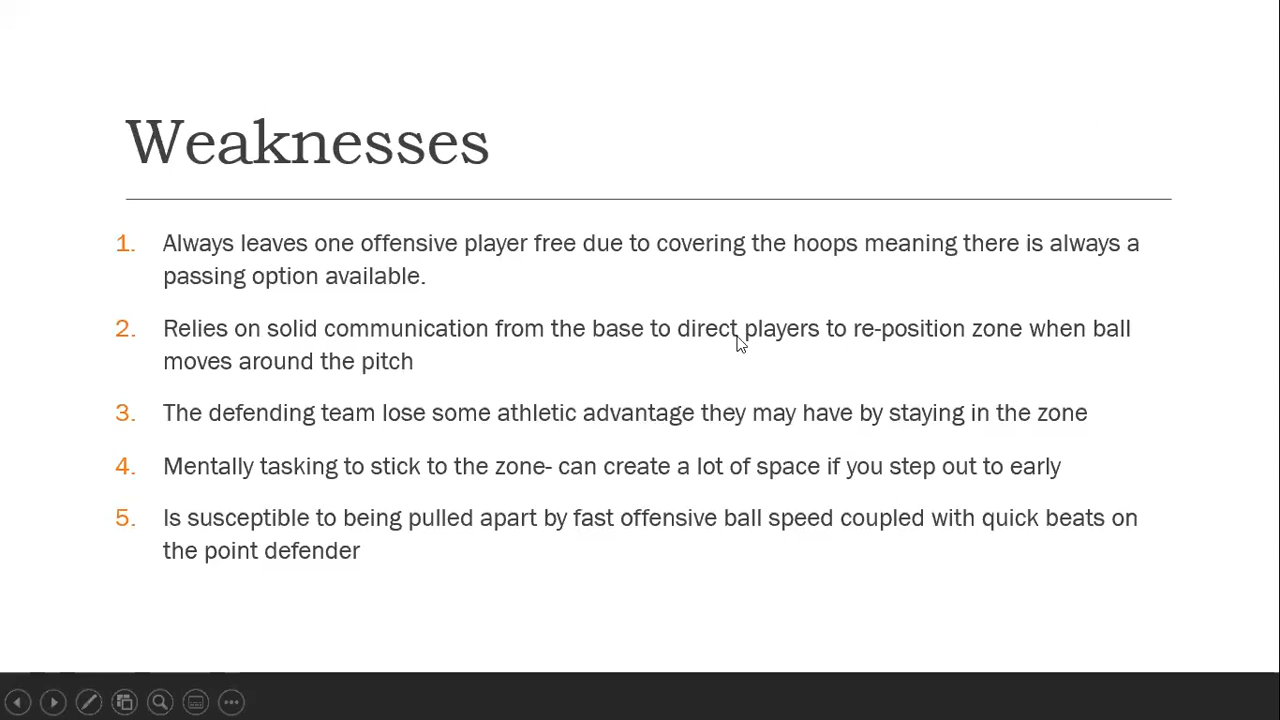 Weaknesses
1. Always leaves one offensive player free due to covering the hoops meaning there is always a
passing option available.
2. Relies on solid communication from the base to direct players to re-position zone when ball
moves around the pitch
3. The defending team lose some athletic advantage they may have by staying in the zone
4. Mentally tasking to stick to the zone- can create a lot of space if you step out to early
5. Is susceptible to being pulled apart by fast offensive ball speed coupled with quick beats on
the point defender